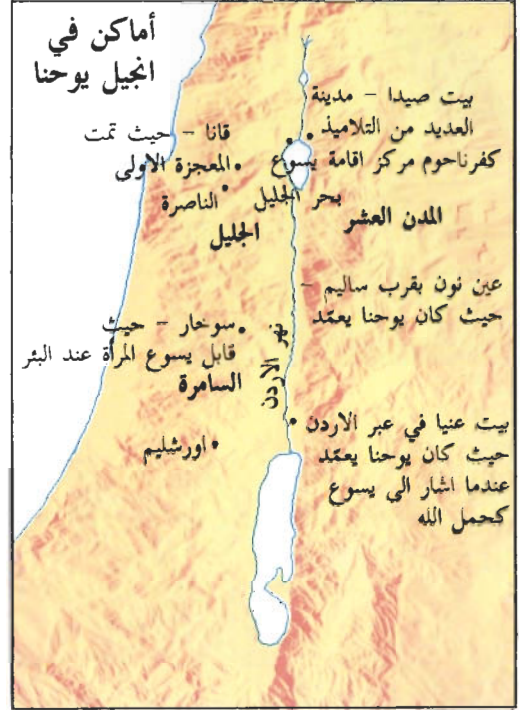 أماكن في
انجيل يوحنا
بيت صيدا – مدينة
العديد من التلاميذ
كفرناحوم مركز اقامة يسوع
قانا – حيث تمت
المعجزة الاولى
الناصرة
بحر الجليل
الجليل
المدن العشر
عين نون بقرب ساليم –
حيث كان يوحنا يعمّد
سوخار – حيث
قابل يسوع المرأة عند البئر
السامرة
نهر الاردن
بيت عنيا في عبر الاردن
حيث كان يوحنا يعمّد
عندما اشار الى يسوع
كحمل الله
اورشليم